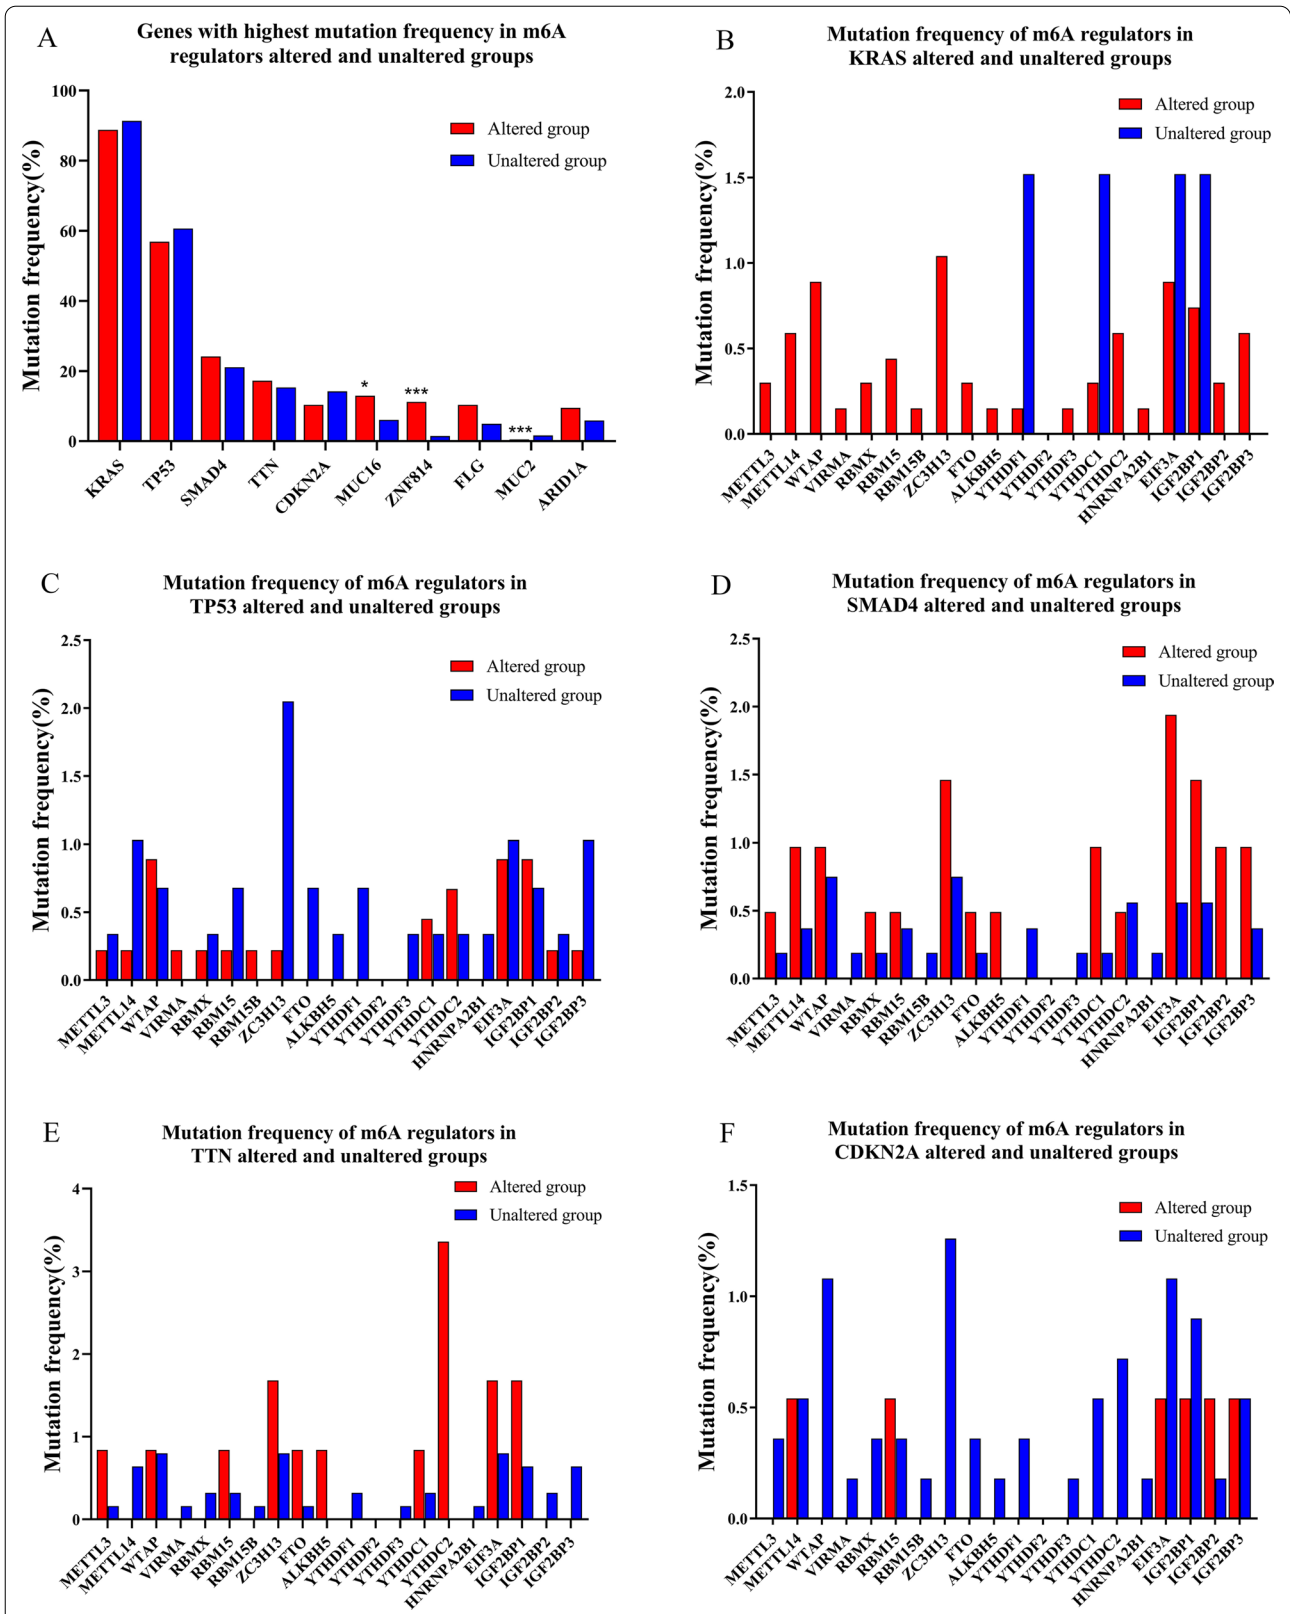 A
Genes with highest mutation frequency in m6A
regulators altered and unaltered groups
Mutation frequency(%)
100
80
60
40
20
0
Altered group
Unaltered group
*
***
***
KRAS
TP53
SMAD4
TTN
CDKN2A
MUC16
ZNF814
FLG
MUC2
ARID1A
B
Mutation frequency of m6A regulators in
KRAS altered and unaltered groups
Mutation frequency(%)
2.0
1.5
1.0
0.5
0.0
Altered group
Unaltered group
METTL3
METTL14
WTAP
VIRMA
RBMX
RBM15
RBM15B
ZC3H13
FTO
ALKBH5
YTHDF1
YTHDF2
YTHDF3
YTHDC1
YTHDC2
HNRNPA2B1
EIF3A
IGF2BP1
IGF2BP2
IGF2BP3
C
Mutation frequency of m6A regulators in
TP53 altered and unaltered groups
Mutation frequency(%)
2.5
2.0
1.5
1.0
0.5
0.0
Altered group
Unaltered group
METTL3
METTL14
WTAP
VIRMA
RBMX
RBM15
RBM15B
ZC3H13
FTO
ALKBH5
YTHDF1
YTHDF2
YTHDF3
YTHDC1
YTHDC2
HNRNPA2B1
EIF3A
IGF2BP1
IGF2BP2
IGF2BP3
D
Mutation frequency of m6A regulators in
SMAD4 altered and unaltered groups
Mutation frequency(%)
2.5
2.0
1.5
1.0
0.5
0.0
Altered group
Unaltered group
METTL3
METTL14
WTAP
VIRMA
RBMX
RBM15
RBM15B
ZC3H13
FTO
ALKBH5
YTHDF1
YTHDF2
YTHDF3
YTHDC1
YTHDC2
HNRNPA2B1
EIF3A
IGF2BP1
IGF2BP2
IGF2BP3
E
Mutation frequency of m6A regulators in
TTN altered and unaltered groups
Mutation frequency(%)
4
3
2
1
0
Altered group
Unaltered group
METTL3
METTL14
WTAP
VIRMA
RBMX
RBM15
RBM15B
ZC3H13
FTO
ALKBH5
YTHDF1
YTHDF2
YTHDF3
YTHDC1
YTHDC2
HNRNPA2B1
EIF3A
IGF2BP1
IGF2BP2
IGF2BP3
F
Mutation frequency of m6A regulators in
CDKN2A altered and unaltered groups
Mutation frequency(%)
1.5
1.0
0.5
0.0
Altered group
Unaltered group
METTL3
METTL14
WTAP
VIRMA
RBMX
RBM15
RBM15B
ZC3H13
FTO
ALKBH5
YTHDF1
YTHDF2
YTHDF3
YTHDC1
YTHDC2
HNRNPA2B1
EIF3A
IGF2BP1
IGF2BP2
IGF2BP3